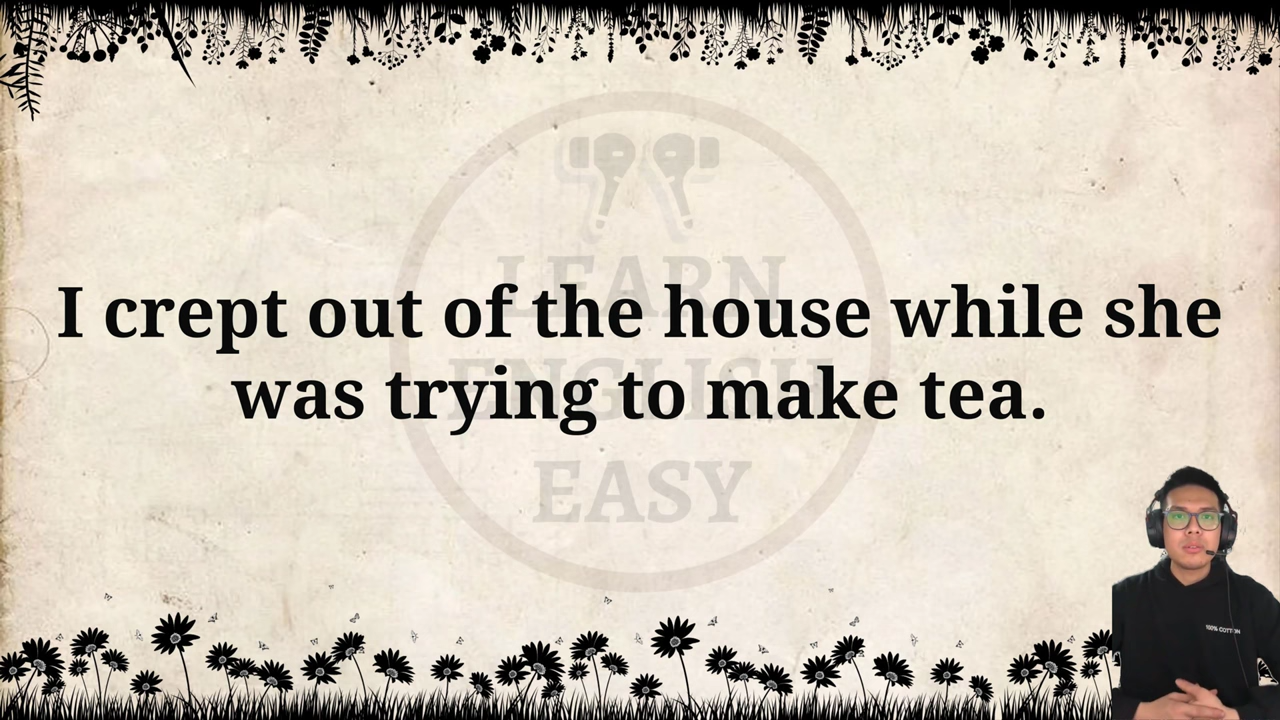 LEARN
ENGLISH
EASY
I crept out of the house while she
was trying to make tea.
100% COTTON